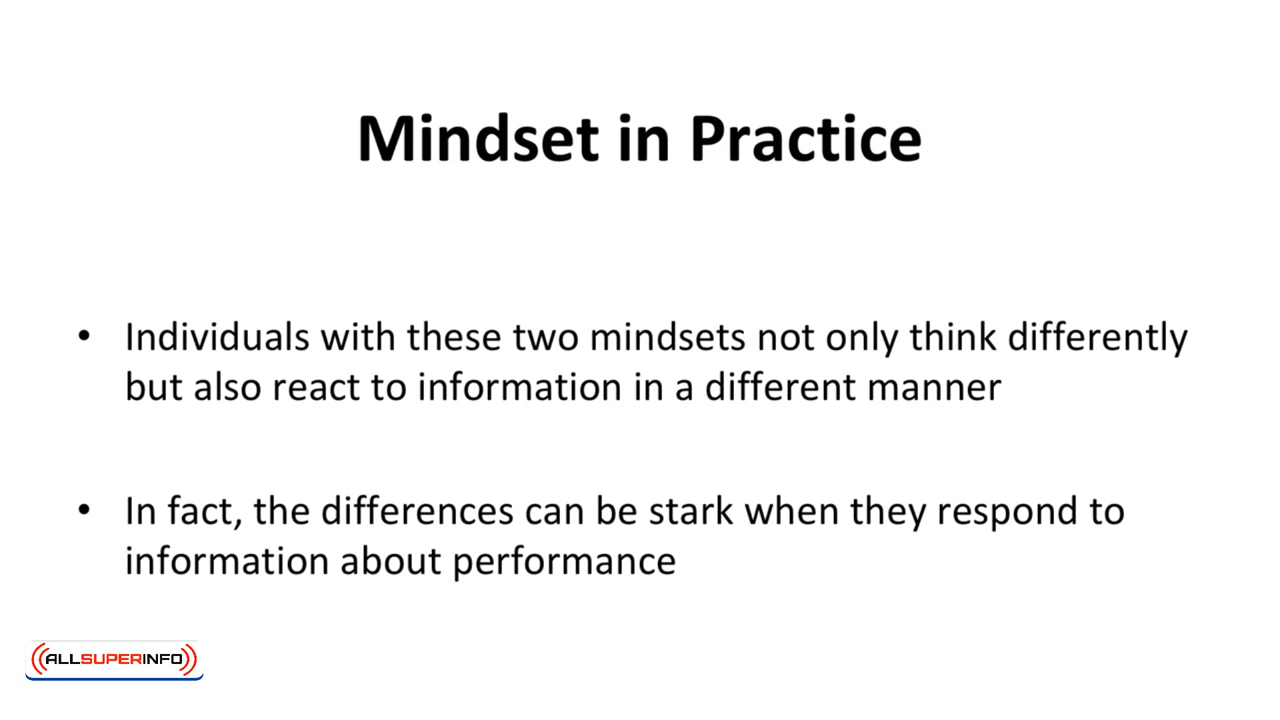 Mindset in Practice
• Individuals with these two mindsets not only think differently
but also react to information in a different manner
• In fact, the differences can be stark when they respond to
information about performance
ALLSUPERINFO